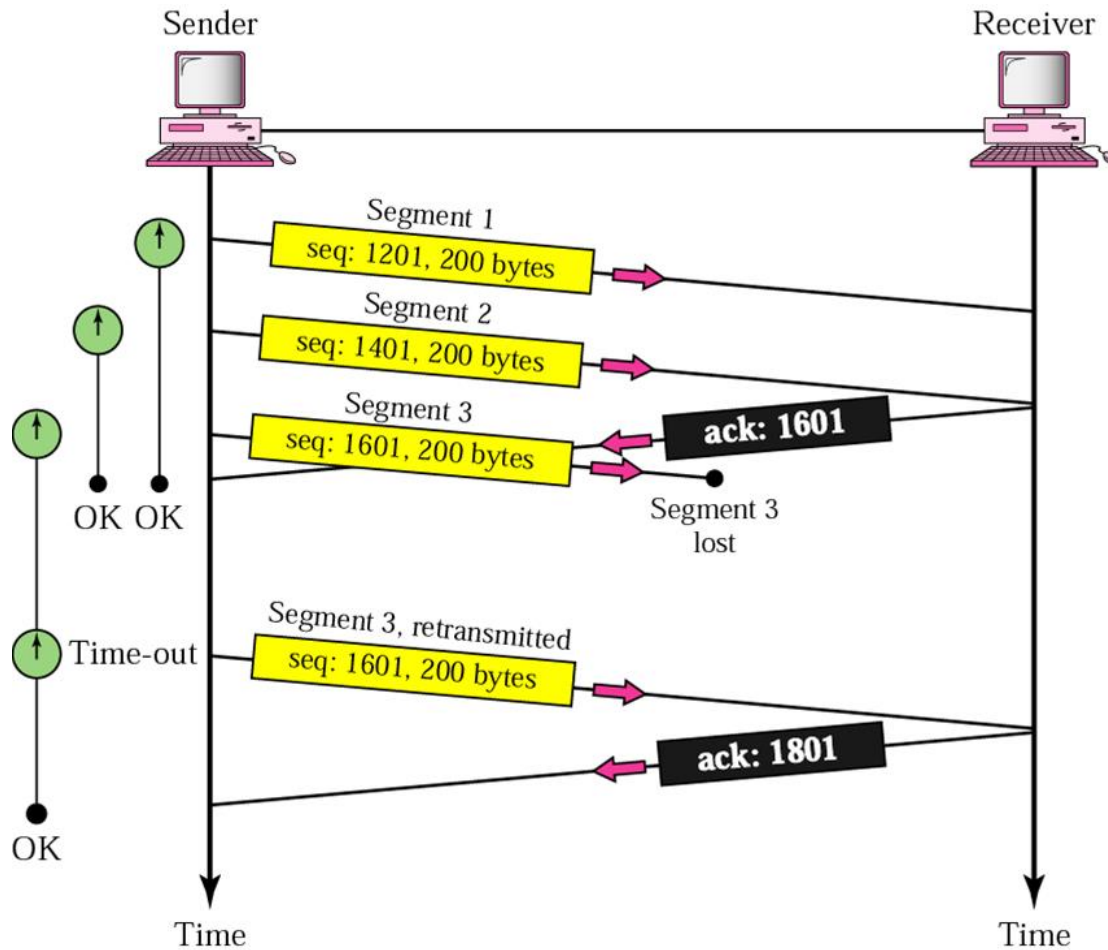 Sender
Receiver
Segment 1
seq: 1201, 200 bytes
Segment 2
seq: 1401, 200 bytes
Segment 3
ack: 1601
seq: 1601, 200 bytes
OK
OK
Segment 3
lost
Segment 3, retransmitted
Time-out
seq: 1601, 200 bytes
ack: 1801
OK
Time
Time